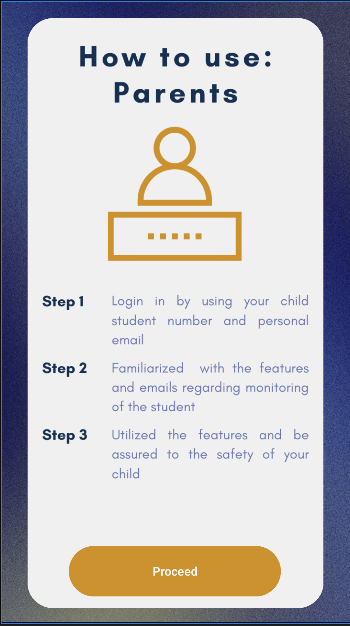 How to use:
Parents
Step 1 Login in by using your child
student number and personal
email
Step 2 Familiarized with the features
and emails regarding monitoring
of the student
Step 3 Utilized the features and be
assured to the safety of your
child
Proceed